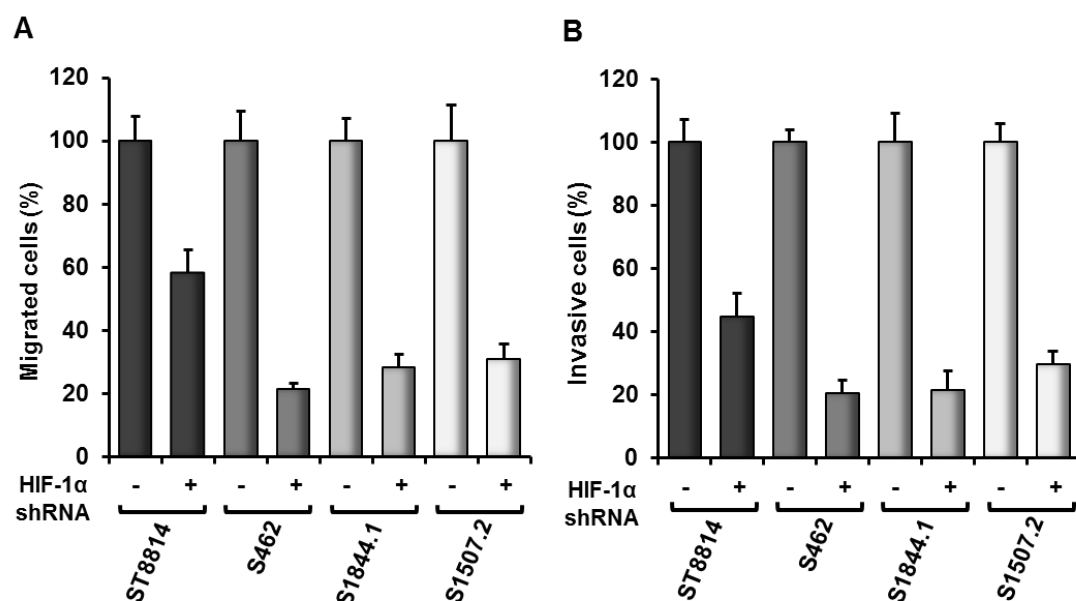 A
Migrated cells (%)
120
100
80
60
40
20
0
HIF-1α
shRNA
- + - + - + - +
ST8814
S462
S1844.1
S1507.2
B
Invasive cells (%)
120
100
80
60
40
20
0
HIF-1α
shRNA
- + - + - + - +
ST8814
S462
S1844.1
S1507.2